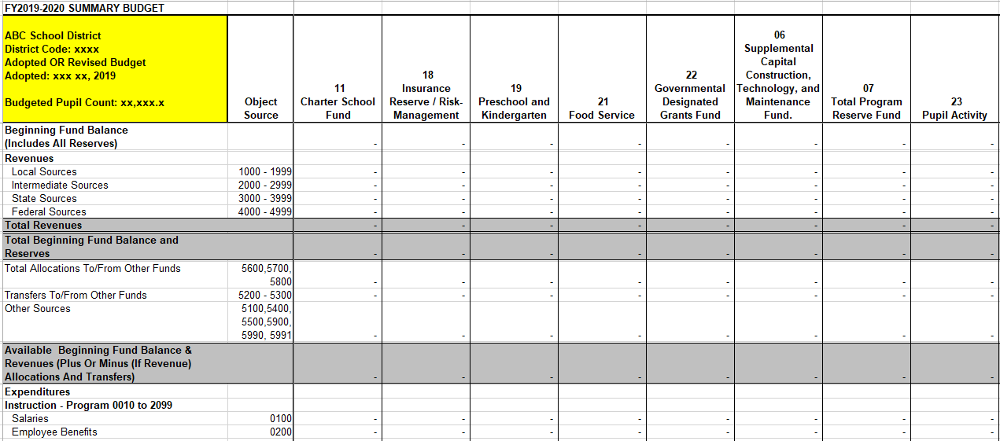 FY2019-2020 SUMMARY BUDGET
ABC School District
District Code: xxxx
Adopted OR Revised Budget
Adopted: xxx xx, 2019
Budgeted Pupil Count: xx,xxx.x
Object
Source
11
Charter School
Fund
18
Insurance
Reserve / Risk-
Management
19
Preschool and
Kindergarten
21
Food Service
22
Governmental
Designated
Grants Fund
06
Supplemental
Capital
Construction,
Technology, and
Maintenance
Fund.
07
Total Program
Reserve Fund
23
Pupil Activity
Beginning Fund Balance
(Includes All Reserves) - - - - - - - -
Revenues
Local Sources 1000 - 1999 - - - - - - - -
Intermediate Sources 2000 - 2999 - - - - - - - -
State Sources 3000 - 3999 - - - - - - - -
Federal Sources 4000 - 4999 - - - - - - - -
Total Revenues - - - - - - - -
Total Beginning Fund Balance and
Reserves - - - - - - - -
Total Allocations To/From Other Funds 5600,5700,
5800 - - - - - - - -
Transfers To/From Other Funds 5200 - 5300 - - - - - - - -
Other Sources 5100,5400,
5500,5900,
5990, 5991 - - - - - - - -
Available Beginning Fund Balance &
Revenues (Plus Or Minus (If Revenue)
Allocations And Transfers) - - - - - - - -
Expenditures
Instruction - Program 0010 to 2099
Salaries 0100 - - - - - - - -
Employee Benefits 0200 - - - - - - - -